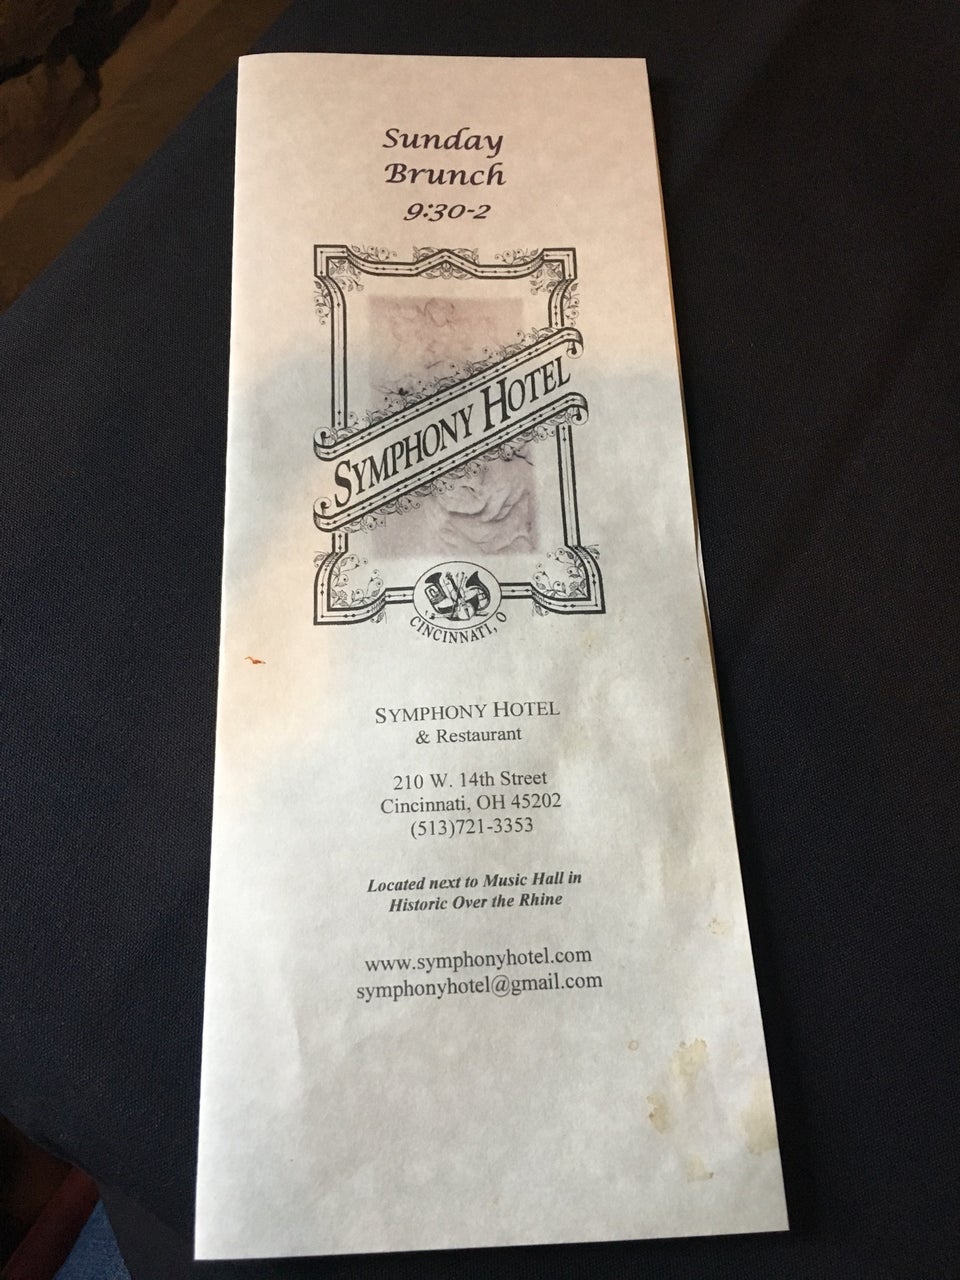 Sunday
Brunch
9:30-2
SYMPHONY HOTEL
CINCINNATI, O
SYMPHONY HOTEL
& Restaurant
210 W. 14th Street
Cincinnati, OH 45202
(513)721-3353
Located next to Music Hall in
Historic Over the Rhine
www.symphonyhotel.com
symphonyhotel@gmail.com